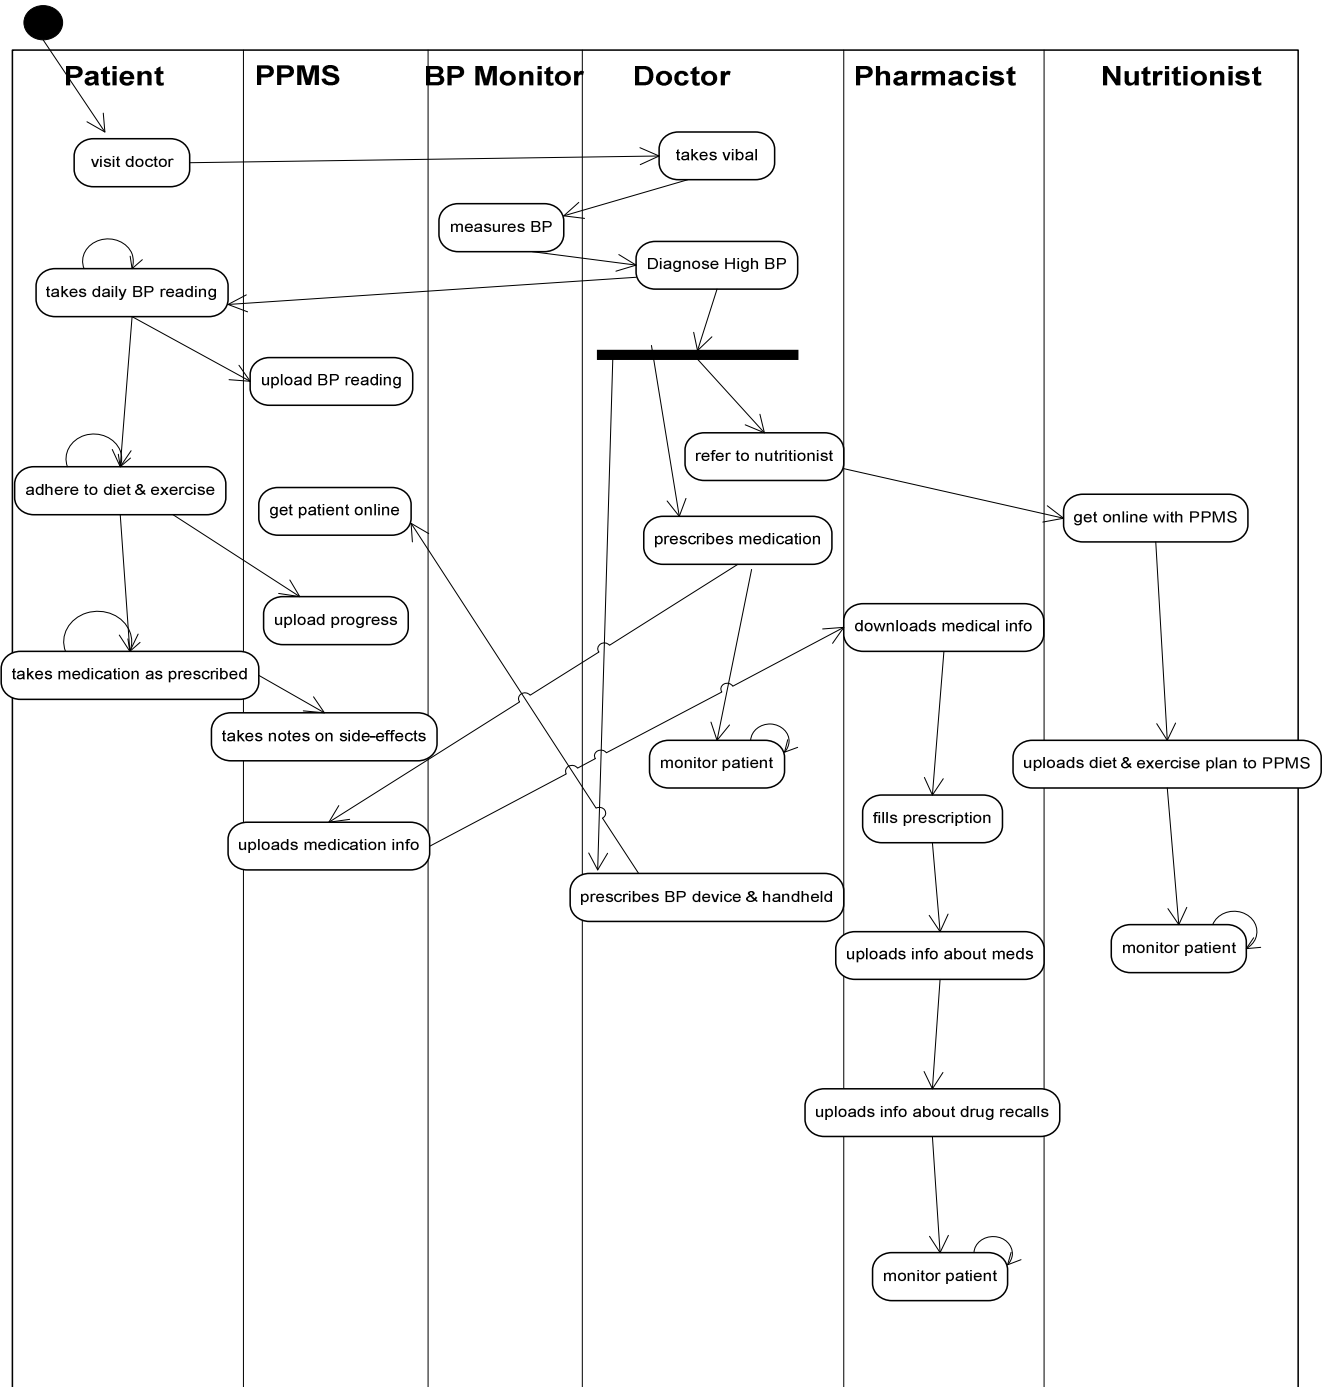 Patient
PPMS
BP Monitor
Doctor
Pharmacist
Nutritionist
visit doctor
takes vibal
measures BP
Diagnose High BP
takes daily BP reading
upload BP reading
refer to nutritionist
adhere to diet & exercise
get patient online
get online with PPMS
prescribes medication
upload progress
downloads medical info
takes medication as prescribed
takes notes on side-effects
monitor patient
uploads diet & exercise plan to PPMS
fills prescription
uploads medication info
prescribes BP device & handheld
uploads info about meds
monitor patient
uploads info about drug recalls
monitor patient